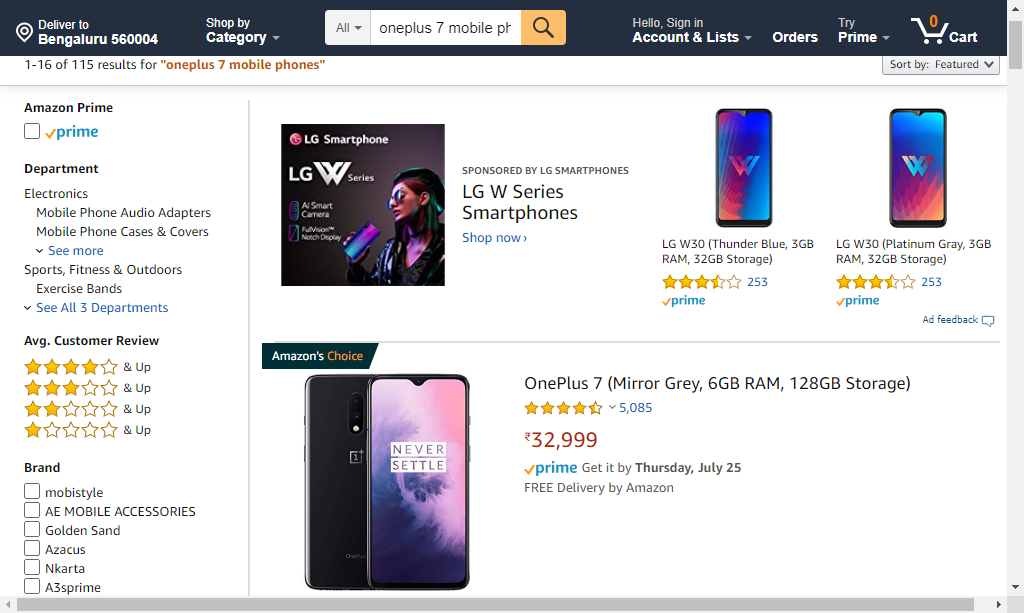 Deliver to
Bengaluru 560004
Shop by
Category
All
oneplus 7 mobile ph
Hello, Sign in
Account & Lists
Orders
Try
Prime
0
Cart
1-16 of 115 results for "oneplus 7 mobile phones"
Sort by: Featured
Amazon Prime
prime
Department
Electronics
Mobile Phone Audio Adapters
Mobile Phone Cases & Covers
See more
Sports, Fitness & Outdoors
Exercise Bands
See All 3 Departments
Avg. Customer Review
& Up
& Up
& Up
& Up
Brand
mobistyle
AE MOBILE ACCESSORIES
Golden Sand
Azacus
Nkarta
A3sprime
LG Smartphone
LG W Series
AI Smart
Camera
FullVision™
Notch Display
SPONSORED BY LG SMARTPHONES
LG W Series
Smartphones
Shop now ›
LG W30 (Thunder Blue, 3GB
RAM, 32GB Storage)
253
prime
LG W30 (Platinum Gray, 3GB
RAM, 32GB Storage)
253
prime
Ad feedback
Amazon's Choice
NEVER
SETTLE
OnePlus 7 (Mirror Grey, 6GB RAM, 128GB Storage)
5,085
₹32,999
prime Get it by Thursday, July 25
FREE Delivery by Amazon